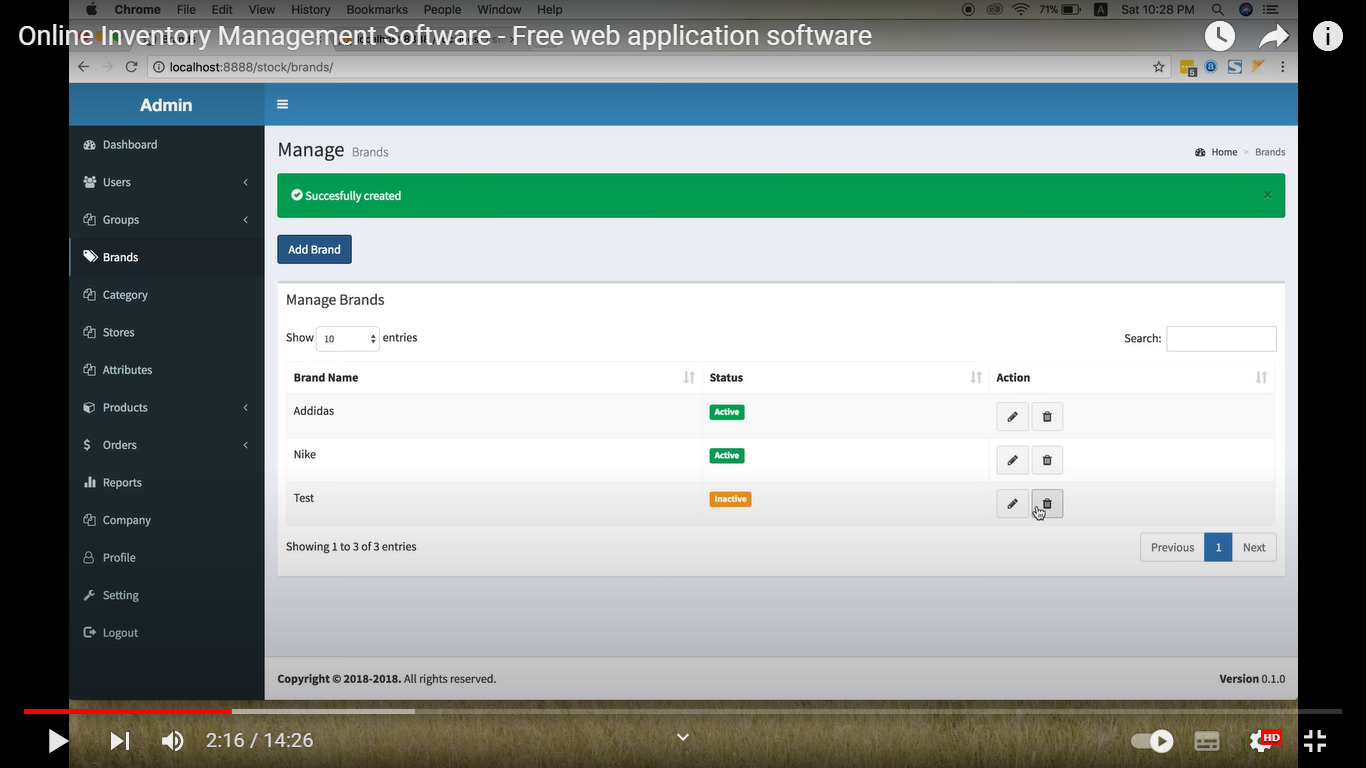 Chrome File Edit View History Bookmarks People Window Help 71% A Sat 10:28 PM
Online Inventory Management Software - Free web application software
localhost:8888/stock/brands/ 5
Admin
Dashboard
Users
Groups
Brands
Category
Stores
Attributes
Products
Orders
Reports
Company
Profile
Setting
Logout
Manage Brands
Home > Brands
Succesfully created ×
Add Brand
Manage Brands
Show 10 entries
Search:
Brand Name Status Action
Addidas Active
Nike Active
Test Inactive
Showing 1 to 3 of 3 entries
Previous 1 Next
Copyright © 2018-2018. All rights reserved.
Version 0.1.0
2:16 / 14:26
HD